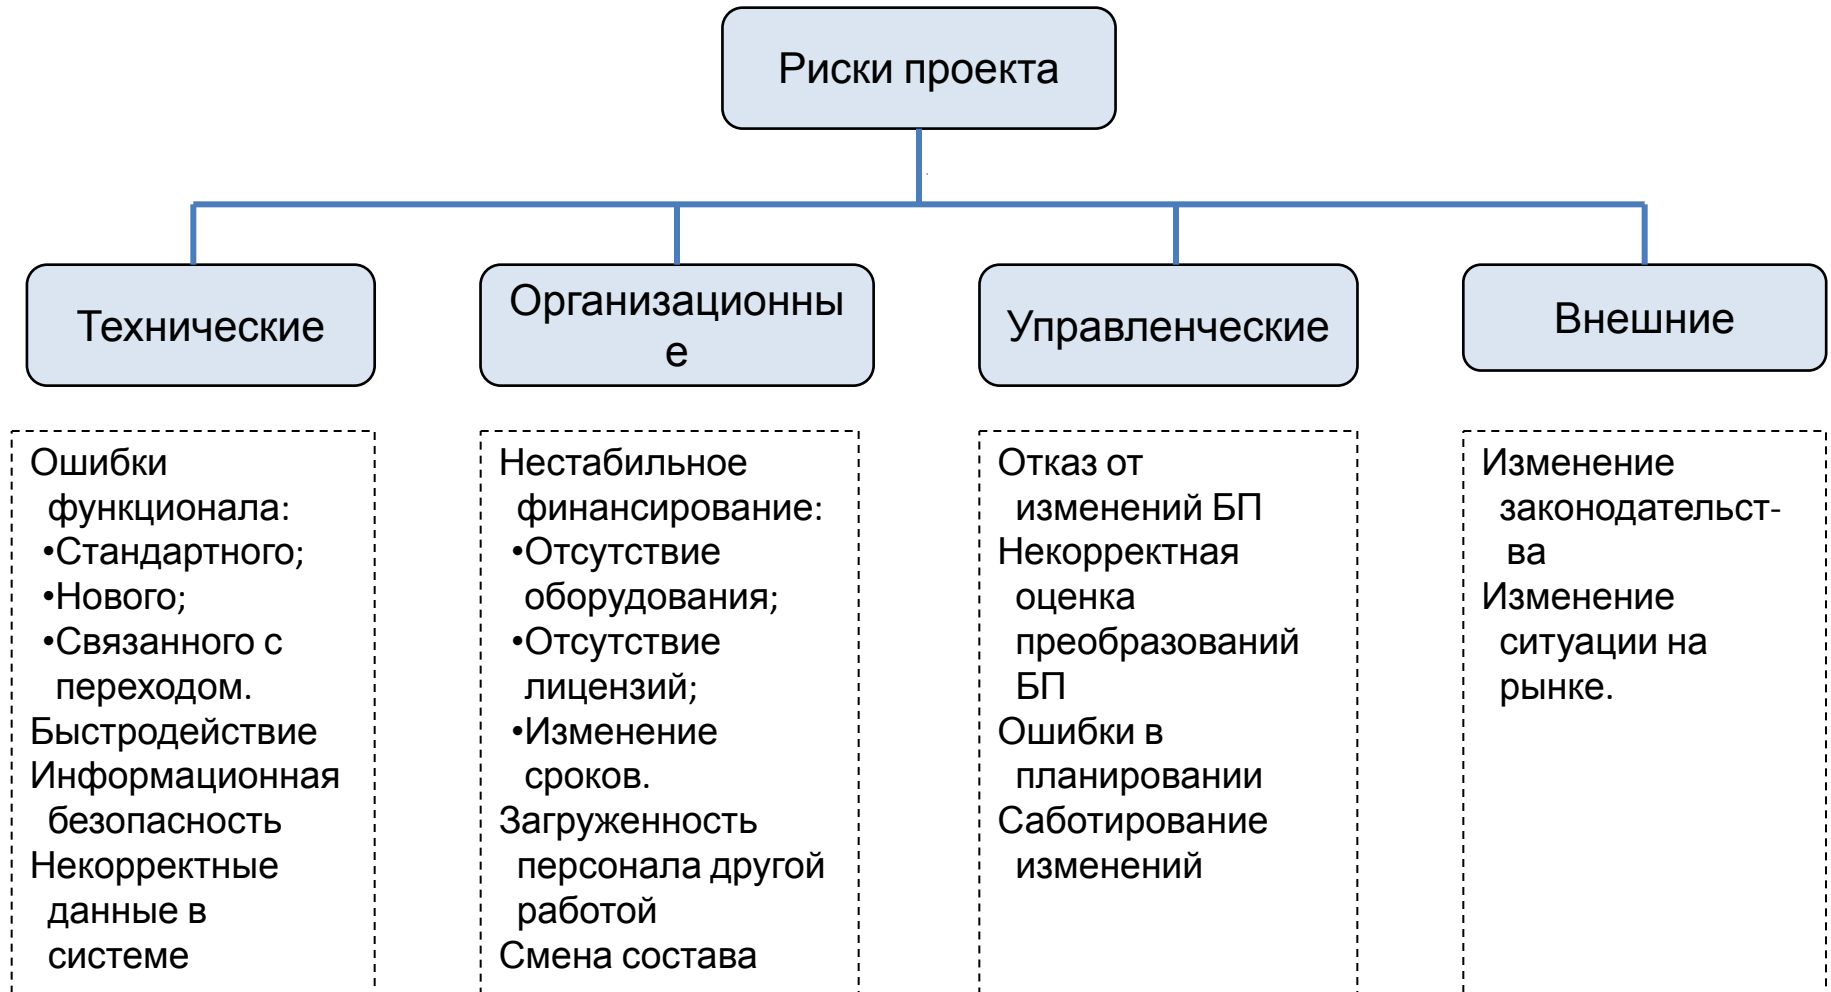 Риски проекта
Технические
Организационны
е
Управленческие
Внешние
Ошибки
функционала:
•Стандартного;
•Нового;
•Связанного с
переходом.
Быстродействие
Информационная
безопасность
Некорректные
данные в
системе
Нестабильное
финансирование:
•Отсутствие
оборудования;
•Отсутствие
лицензий;
•Изменение
сроков.
Загруженность
персонала другой
работой
Смена состава
Отказ от
изменений БП
Некорректная
оценка
преобразований
БП
Ошибки в
планировании
Саботирование
изменений
Изменение
законодательст-
ва
Изменение
ситуации на
рынке.